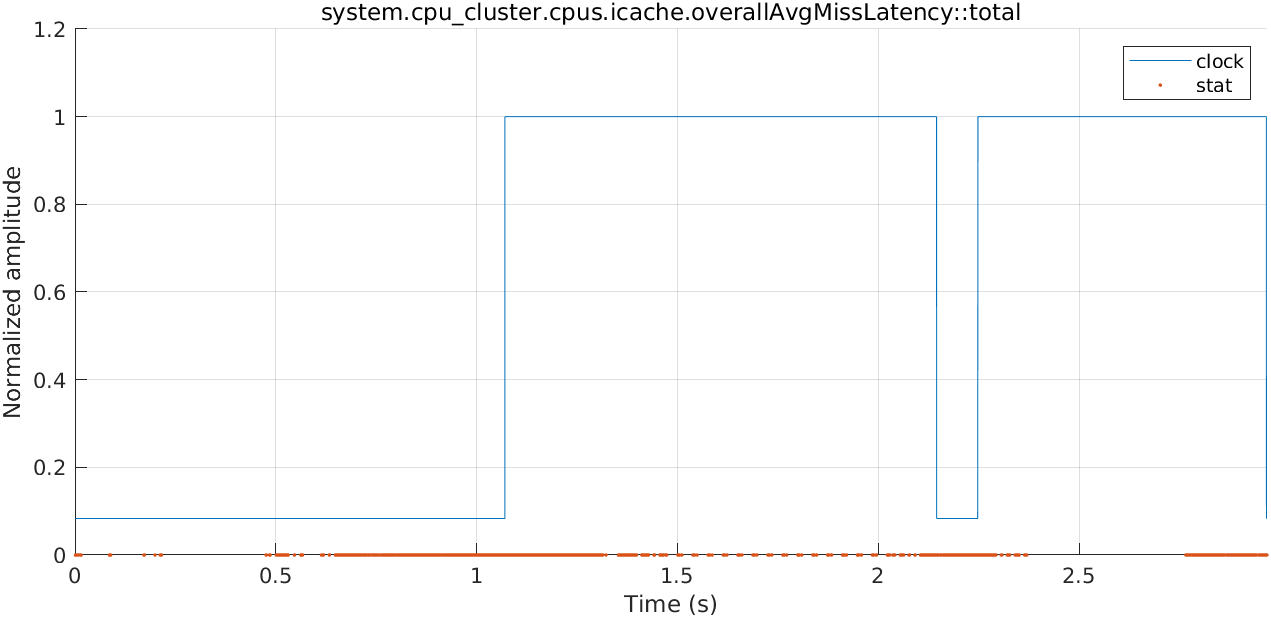 system.cpu_cluster.cpus.icache.overallAvgMissLatency::total
1.2
1
0.8
0.6
0.4
0.2
0
Normalized amplitude
clock
stat
0 0.5 1 1.5 2 2.5
Time (s)